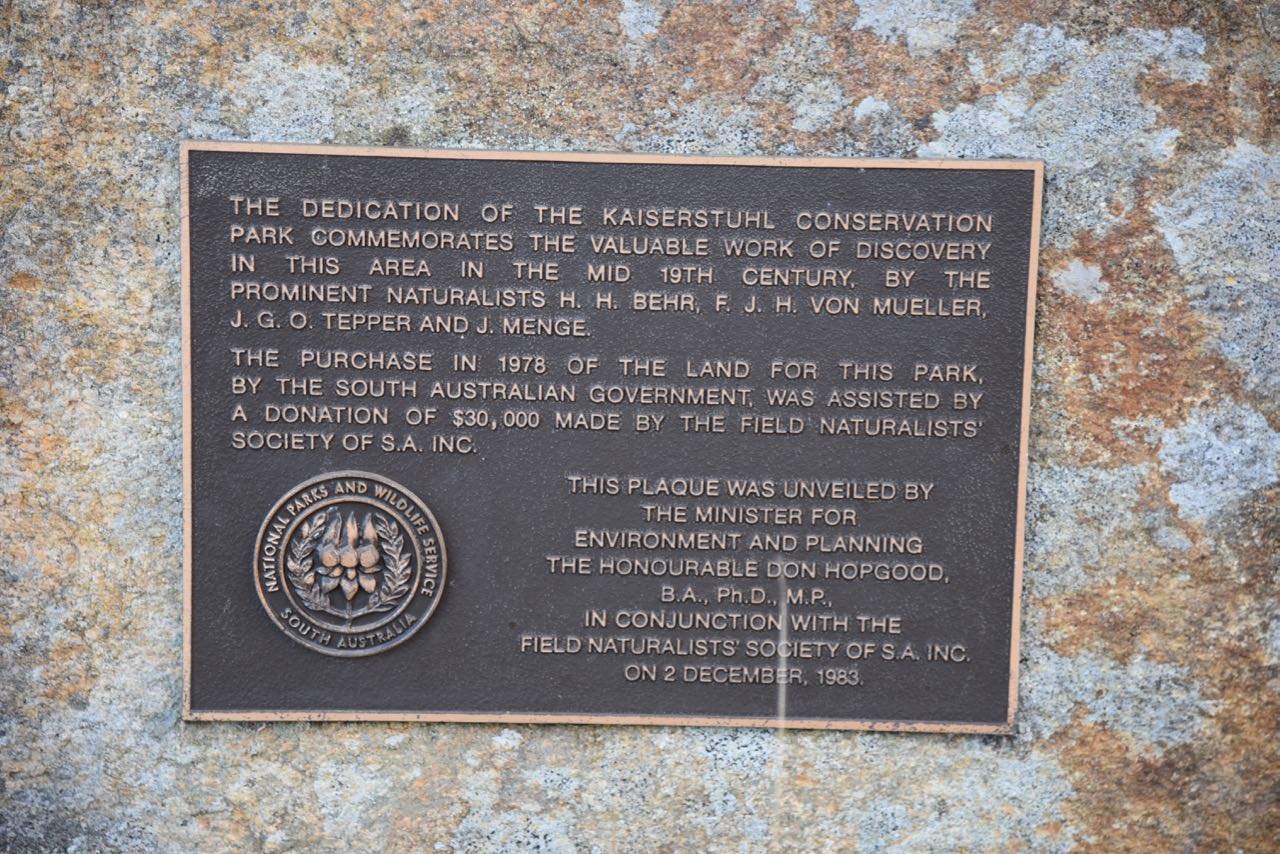 THE DEDICATION OF THE KAISERSTUHL CONSERVATION
PARK COMMEMORATES THE VALUABLE WORK OF DISCOVERY
IN THIS AREA IN THE MID 19TH CENTURY, BY THE
PROMINENT NATURALISTS H. H. BEHR, F. J. H. VON MUELLER,
J. G. O. TEPPER AND J. MENGE.
THE PURCHASE IN 1978 OF THE LAND FOR THIS PARK,
BY THE SOUTH AUSTRALIAN GOVERNMENT, WAS ASSISTED BY
A DONATION OF $30,000 MADE BY THE FIELD NATURALISTS'
SOCIETY OF S.A. INC.
NATIONAL PARKS AND WILDLIFE SERVICE
SOUTH AUSTRALIA
THIS PLAQUE WAS UNVEILED BY
THE MINISTER FOR
ENVIRONMENT AND PLANNING
THE HONOURABLE DON HOPGOOD,
B.A., Ph.D., M.P.,
IN CONJUNCTION WITH THE
FIELD NATURALISTS' SOCIETY OF S.A. INC.
ON 2 DECEMBER, 1983.